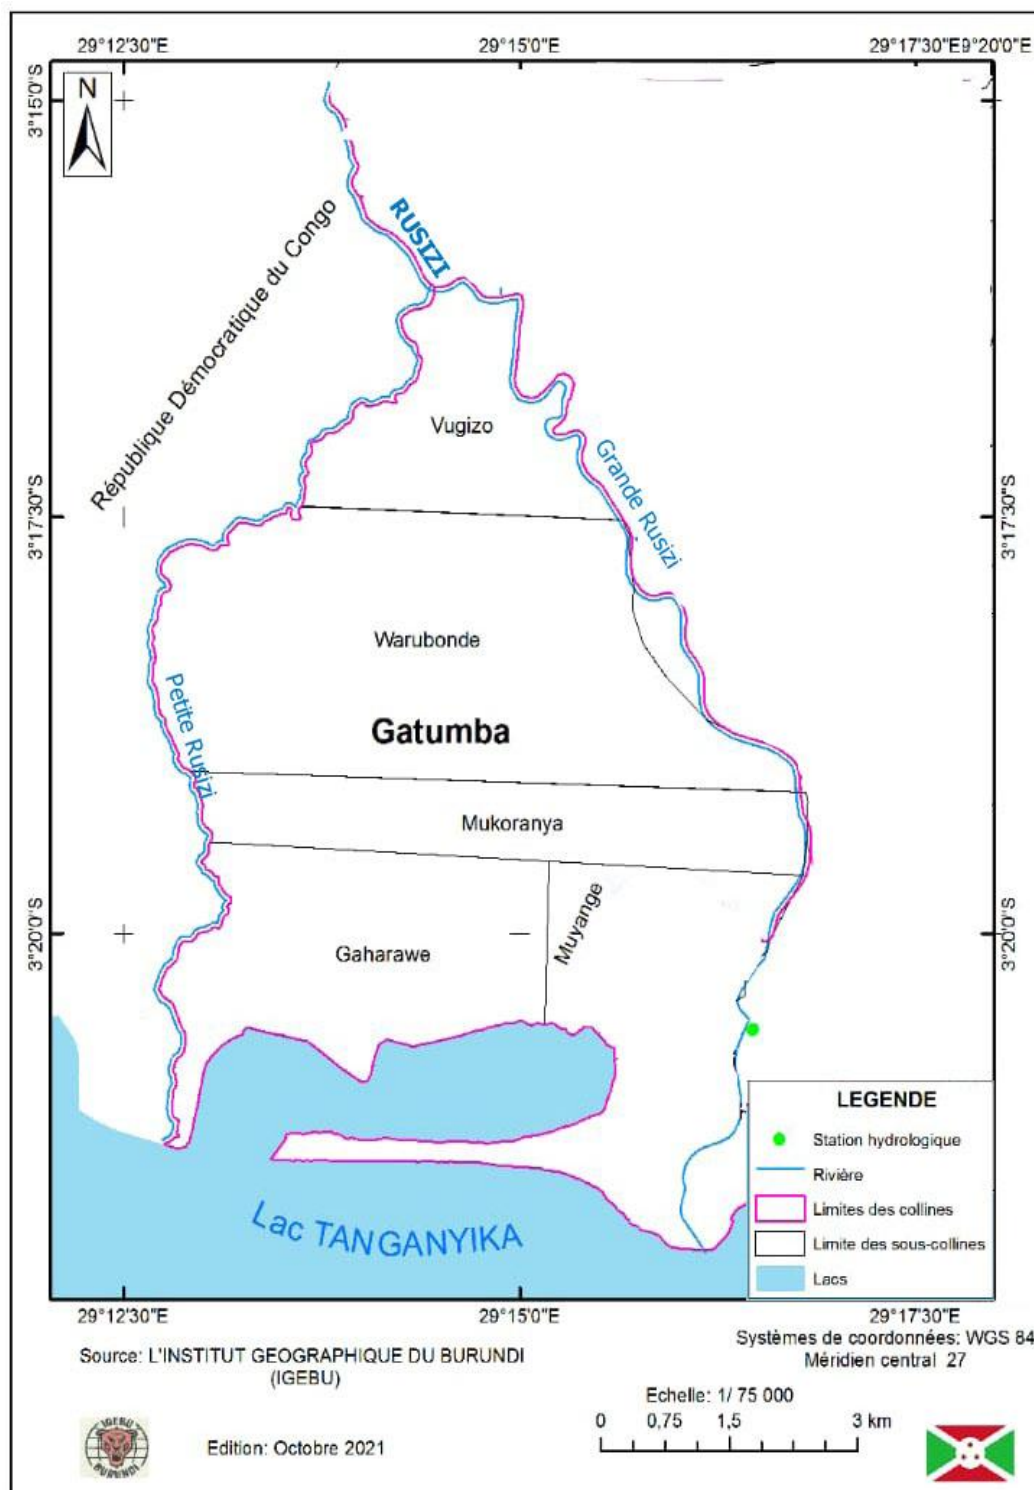 29°12'30"E
29°15'0"E
29°17'30"E
9°20'0"E
N
3°15'0"S
RUSIZI
République Démocratique du Congo
Vugizo
Grande Rusizi
3°17'30"S
3°17'30"S
Warubonde
Petite Rusizi
Gatumba
Mukoranya
Muyange
3°20'0"S
3°20'0"S
Gaharawe
LEGENDE
Station hydrologique
Rivière
Limites des collines
Limite des sous-collines
Lacs
Lac TANGANYIKA
29°12'30"E
29°15'0"E
29°17'30"E
Systèmes de coordonnées: WGS 84
Méridien central 27
Source: L'INSTITUT GEOGRAPHIQUE DU BURUNDI
(IGEBU)
Echelle: 1/ 75 000
0 0,75 1,5 3 km
IGEBU
BURUNDI
Edition: Octobre 2021